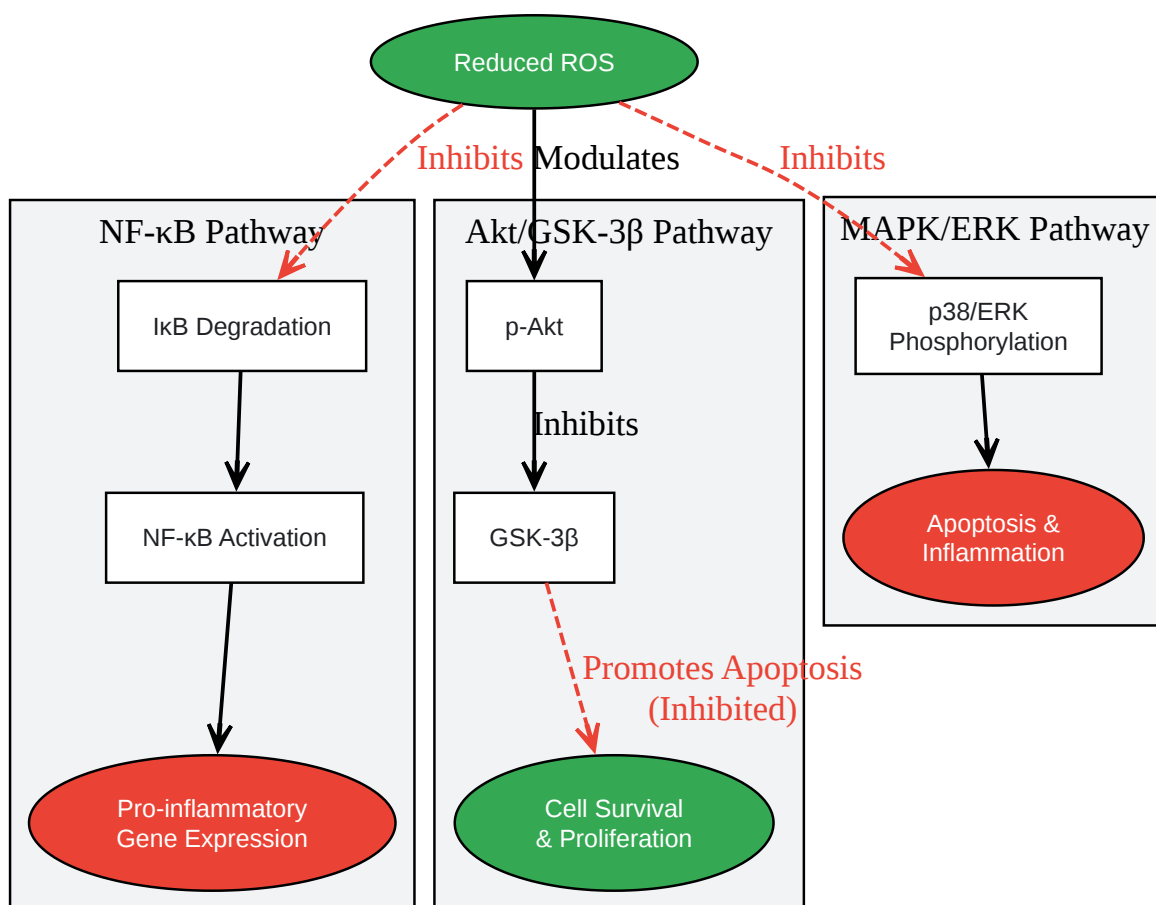 Reduced ROS
Inhibits
Modulates
Inhibits
NF-κB Pathway
Akt/GSK-3β Pathway
MAPK/ERK Pathway
IκB Degradation
p-Akt
p38/ERK
Phosphorylation
Inhibits
NF-κB Activation
GSK-3β
Apoptosis &
Inflammation
Promotes Apoptosis
(Inhibited)
Pro-inflammatory
Gene Expression
Cell Survival
& Proliferation